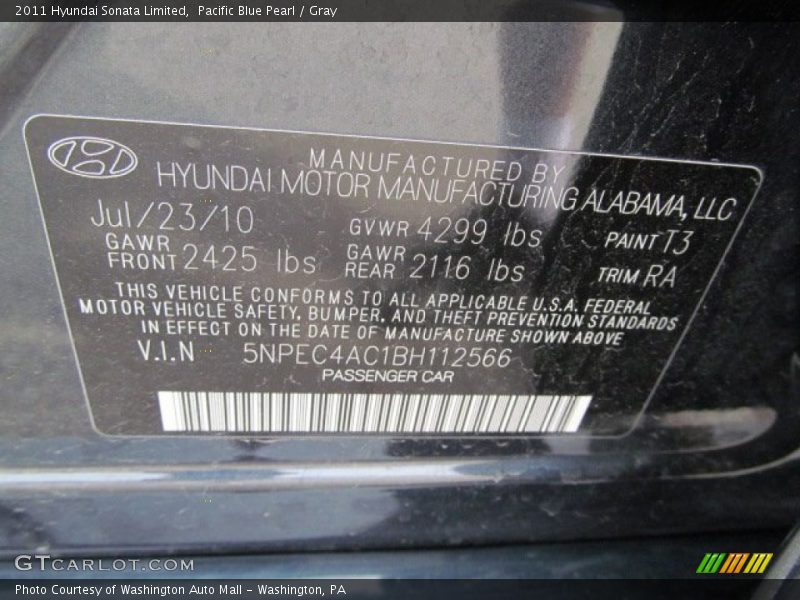 2011 Hyundai Sonata Limited, Pacific Blue Pearl / Gray
MANUFACTURED BY
HYUNDAI MOTOR MANUFACTURING ALABAMA, LLC
Jul/23/10 GVWR 4299 lbs PAINT T3
GAWR FRONT 2425 lbs GAWR REAR 2116 lbs TRIM RA
THIS VEHICLE CONFORMS TO ALL APPLICABLE U.S.A. FEDERAL
MOTOR VEHICLE SAFETY, BUMPER, AND THEFT PREVENTION STANDARDS
IN EFFECT ON THE DATE OF MANUFACTURE SHOWN ABOVE
V.I.N 5NPEC4AC1BH112566
PASSENGER CAR
GTCARLOT.COM
Photo Courtesy of Washington Auto Mall - Washington, PA